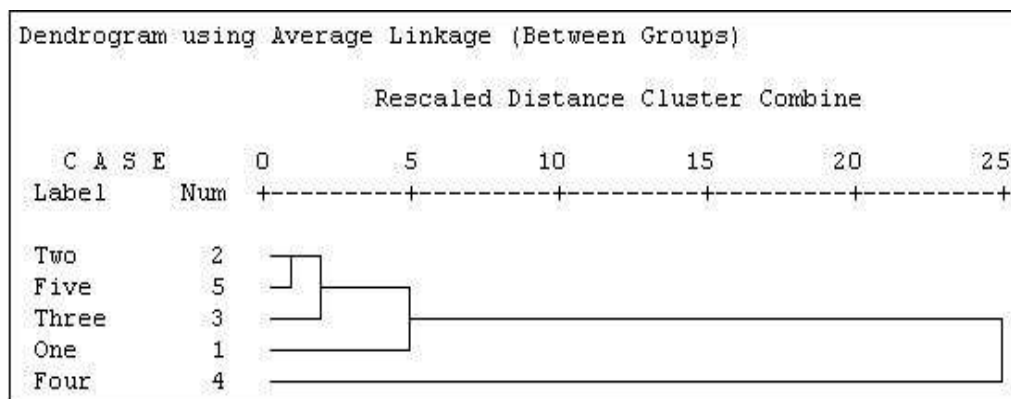 Dendrogram using Average Linkage (Between Groups)
Rescaled Distance Cluster Combine
C A S E 0 5 10 15 20 25
Label Num +---------+---------+---------+---------+---------+
Two 2
Five 5
Three 3
One 1
Four 4